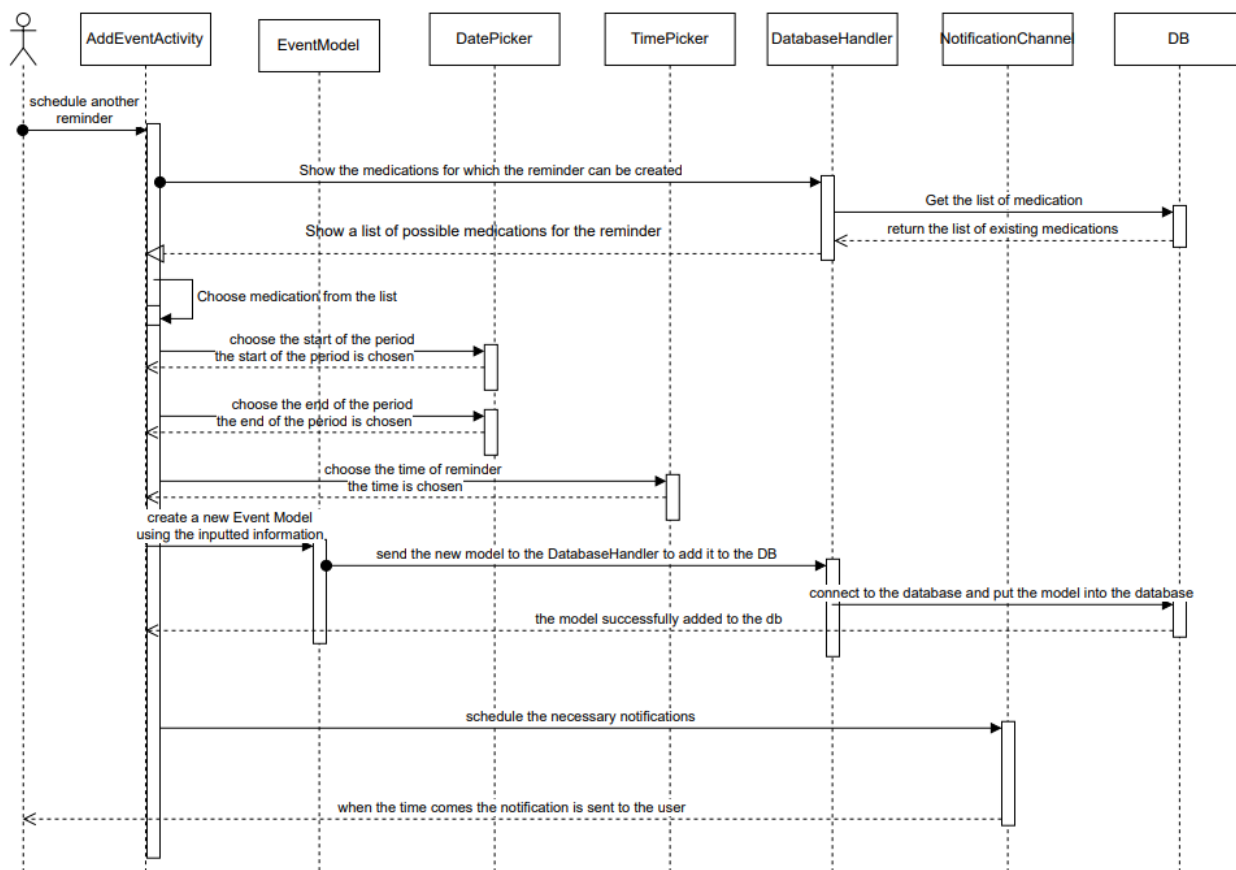 AddEventActivity
EventModel
DatePicker
TimePicker
DatabaseHandler
NotificationChannel
DB
schedule another
reminder
Show the medications for which the reminder can be created
Get the list of medication
return the list of existing medications
Show a list of possible medications for the reminder
Choose medication from the list
choose the start of the period
the start of the period is chosen
choose the end of the period
the end of the period is chosen
choose the time of reminder
the time is chosen
create a new Event Model
using the inputted information
send the new model to the DatabaseHandler to add it to the DB
connect to the database and put the model into the database
the model successfully added to the db
schedule the necessary notifications
when the time comes the notification is sent to the user